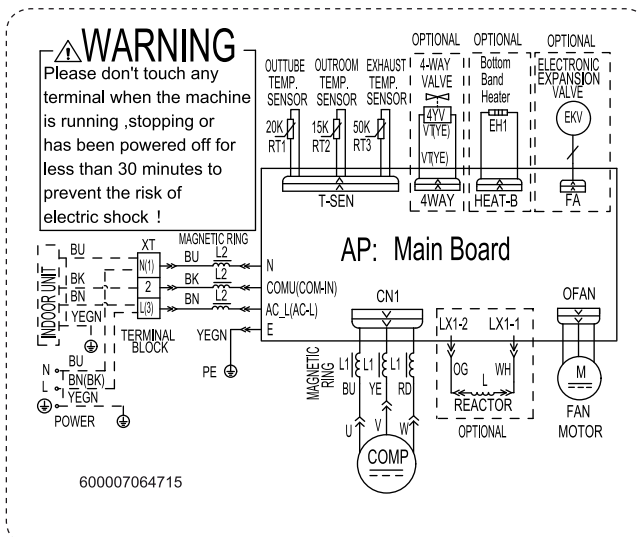 WARNING
Please don't touch any
terminal when the machine
is running ,stopping or
has been powered off for
less than 30 minutes to
prevent the risk of
electric shock !
OUTTUBE
TEMP.
SENSOR
OUTROOM
TEMP.
SENSOR
EXHAUST
TEMP.
SENSOR
20K
RT1
15K
RT2
50K
RT3
T-SEN
OPTIONAL
4-WAY
VALVE
4YV
VT(YE)
VT(YE)
4WAY
OPTIONAL
Bottom
Band
Heater
EH1
HEAT-B
OPTIONAL
ELECTRONIC
EXPANSION
VALVE
EKV
FA
AP: Main Board
INDOOR UNIT
BU
BK
BN
YEGN
XT
N(1)
2
L(3)
TERMINAL
BLOCK
MAGNETIC RING
BU
L2
N
BK
L2
COMU(COM-IN)
BN
L2
AC_L(AC-L)
YEGN
E
PE
N
BU
L
BN(BK)
YEGN
POWER
CN1
MAGNETIC
RING
L1
L1
L1
BU
YE
RD
U
V
W
COMP
LX1-2
LX1-1
OG
WH
L
REACTOR
OPTIONAL
OFAN
M
FAN
MOTOR
600007064715